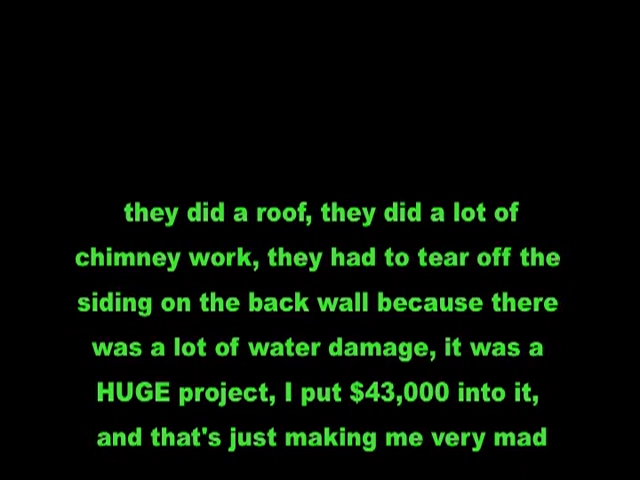 they did a roof, they did a lot of
chimney work, they had to tear off the
siding on the back wall because there
was a lot of water damage, it was a
HUGE project, I put $43,000 into it,
and that's just making me very mad